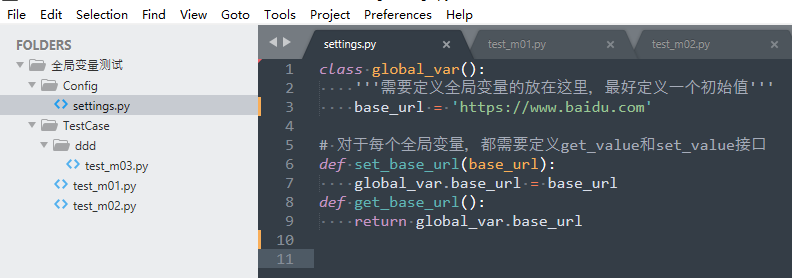 File Edit Selection Find View Goto Tools Project Preferences Help
FOLDERS
全局变量测试
Config
settings.py
TestCase
ddd
test_m03.py
test_m01.py
test_m02.py
settings.py × test_m01.py × test_m02.py ×
1 class global_var():
2 '''需要定义全局变量的放在这里，最好定义一个初始值'''
3 base_url = 'https://www.baidu.com'
4
5 # 对于每个全局变量，都需要定义get_value和set_value接口
6 def set_base_url(base_url):
7 global_var.base_url = base_url
8 def get_base_url():
9 return global_var.base_url
10
11